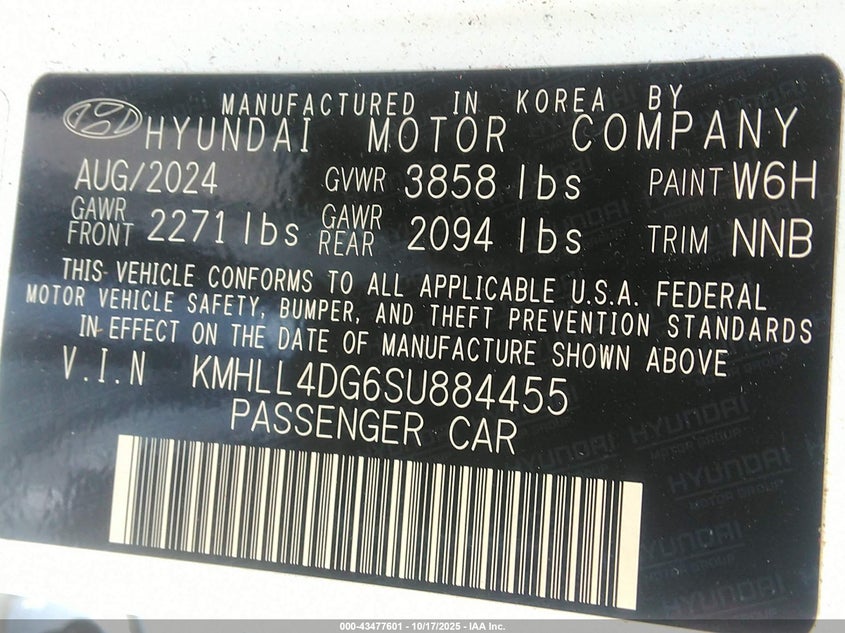 MANUFACTURED IN KOREA BY
HYUNDAI MOTOR COMPANY
AUG/2024 GVWR 3858 lbs PAINT W6H
GAWR FRONT 2271 lbs GAWR REAR 2094 lbs TRIM NNB
THIS VEHICLE CONFORMS TO ALL APPLICABLE U.S.A. FEDERAL
MOTOR VEHICLE SAFETY, BUMPER, AND THEFT PREVENTION STANDARDS
IN EFFECT ON THE DATE OF MANUFACTURE SHOWN ABOVE
V.I.N KMHLL4DG6SU884455
PASSENGER CAR
HYUNDAI
MOTOR GROUP
000-43477601 - 10/17/2025 - IAA Inc.